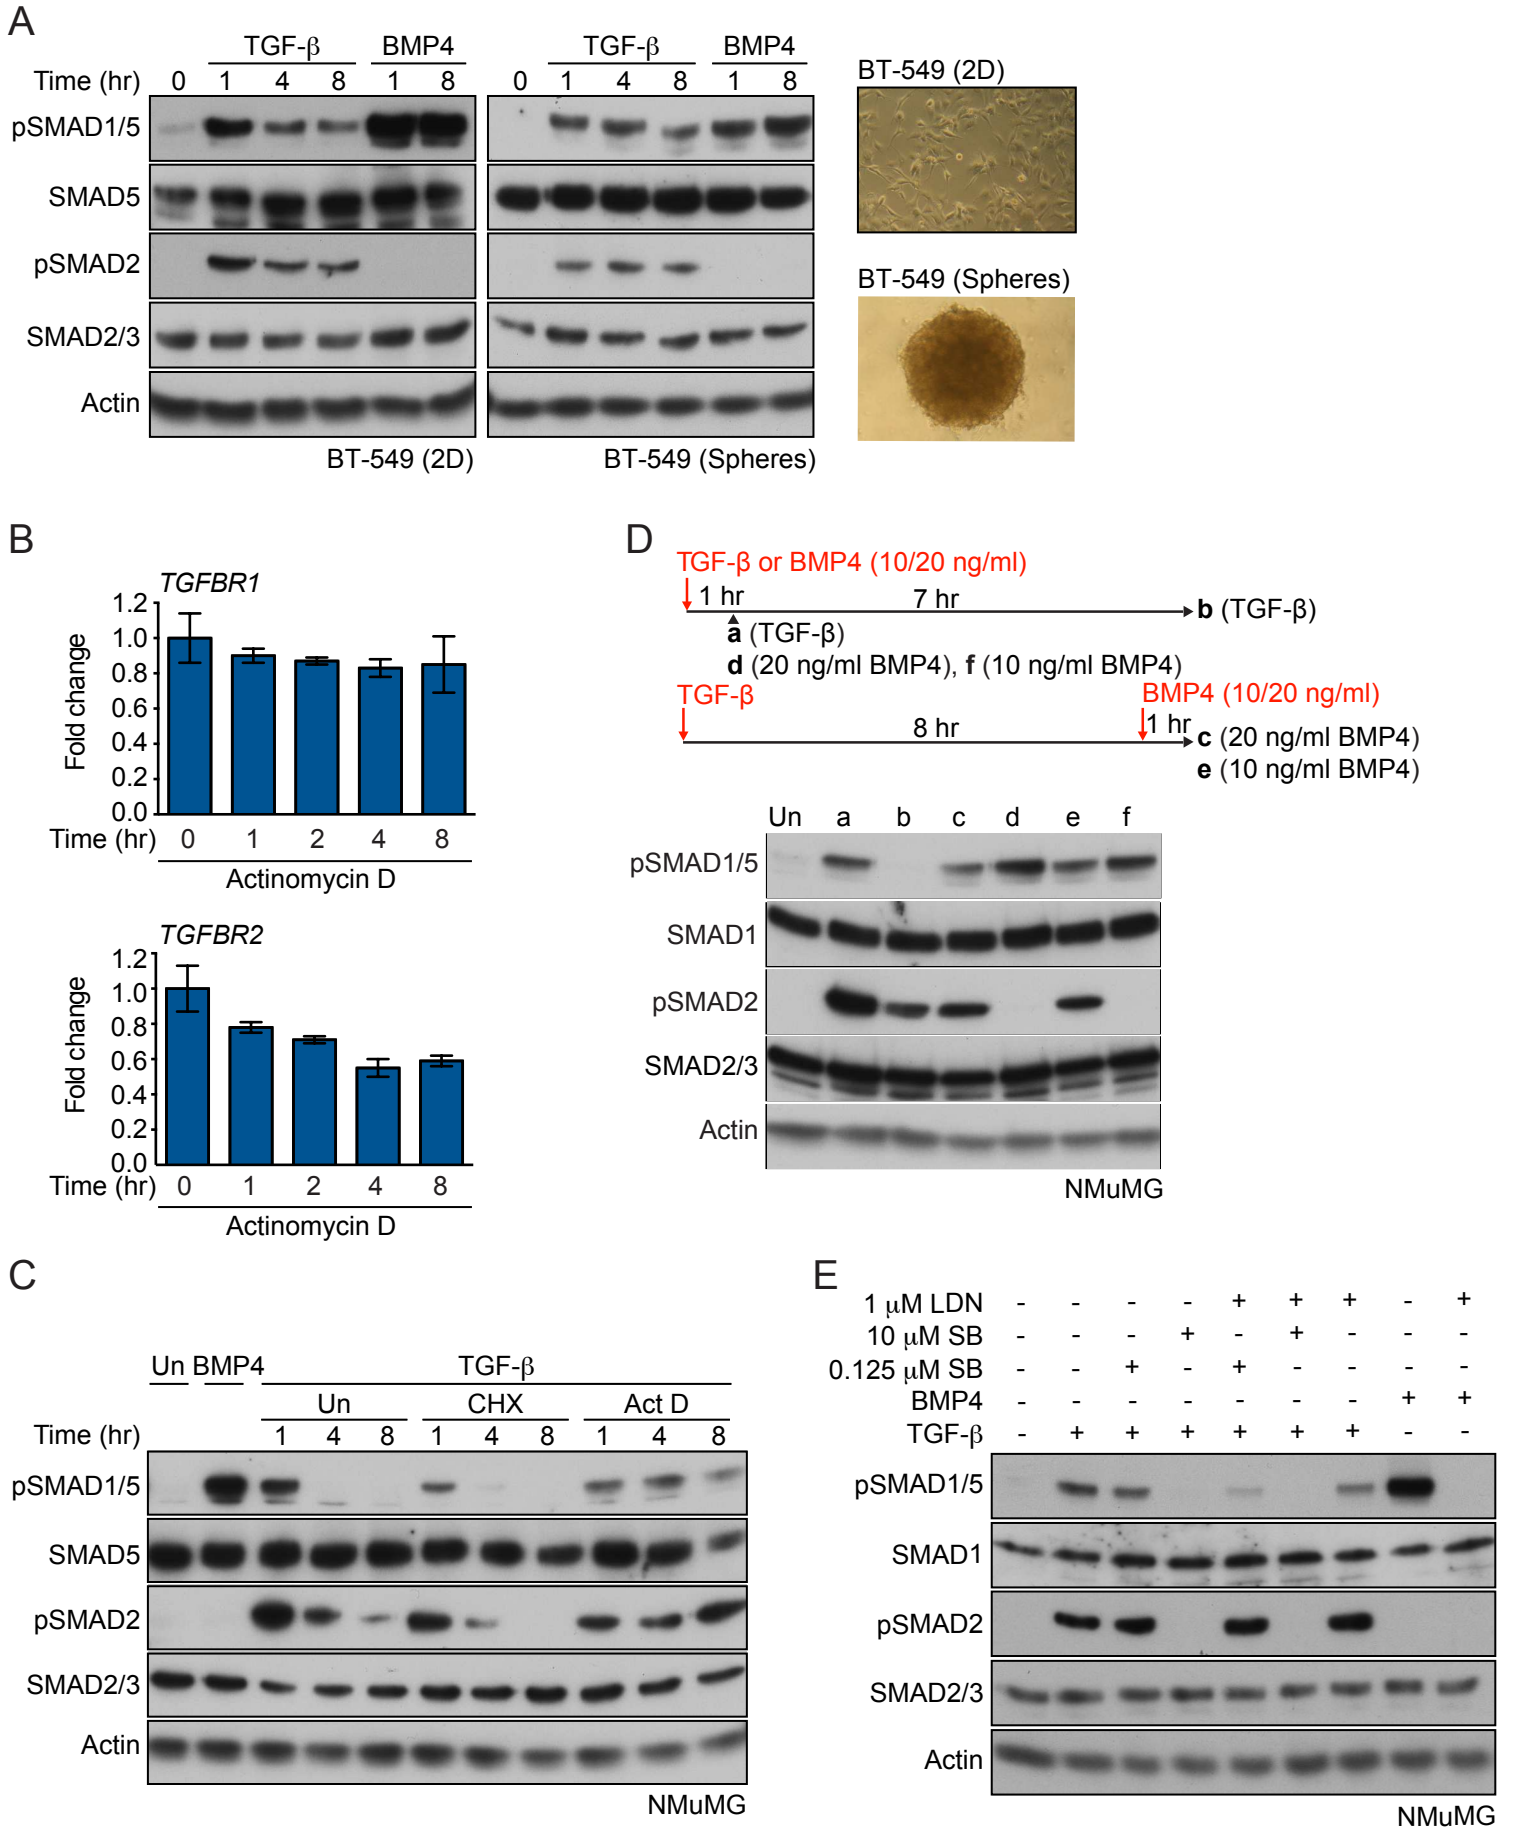 A
TGF-β BMP4 TGF-β BMP4
Time (hr) 0 1 4 8 1 8 0 1 4 8 1 8
pSMAD1/5
SMAD5
pSMAD2
SMAD2/3
Actin
BT-549 (2D) BT-549 (Spheres)
BT-549 (2D)
BT-549 (Spheres)
B
TGFBR1
Fold change
1.2
1.0
0.8
0.6
0.4
0.2
0.0
Time (hr) 0 1 2 4 8
Actinomycin D
TGFBR2
Fold change
1.2
1.0
0.8
0.6
0.4
0.2
0.0
Time (hr) 0 1 2 4 8
Actinomycin D
D
TGF-β or BMP4 (10/20 ng/ml)
1 hr 7 hr
b (TGF-β)
a (TGF-β)
d (20 ng/ml BMP4), f (10 ng/ml BMP4)
TGF-β BMP4 (10/20 ng/ml)
8 hr 1 hr
c (20 ng/ml BMP4)
e (10 ng/ml BMP4)
Un a b c d e f
pSMAD1/5
SMAD1
pSMAD2
SMAD2/3
Actin
NMuMG
C
Un BMP4 TGF-β
Un CHX Act D
Time (hr) 1 4 8 1 4 8 1 4 8
pSMAD1/5
SMAD5
pSMAD2
SMAD2/3
Actin
NMuMG
E
1 μM LDN - - - - + + + - +
10 μM SB - - - + - + - - -
0.125 μM SB - - + - + - - - -
BMP4 - - - - - - - + +
TGF-β - + + + + + + - -
pSMAD1/5
SMAD1
pSMAD2
SMAD2/3
Actin
NMuMG